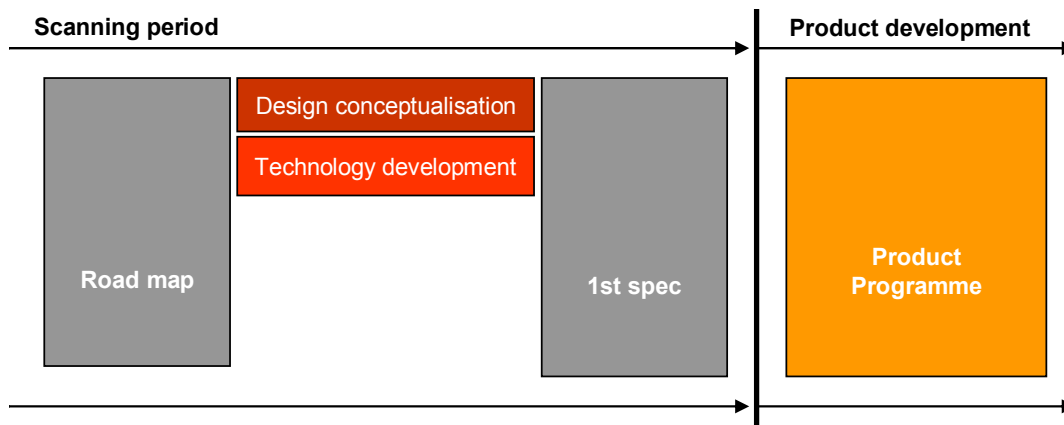 Scanning period
Product development
Design conceptualisation
Technology development
Road map
1st spec
Product
Programme